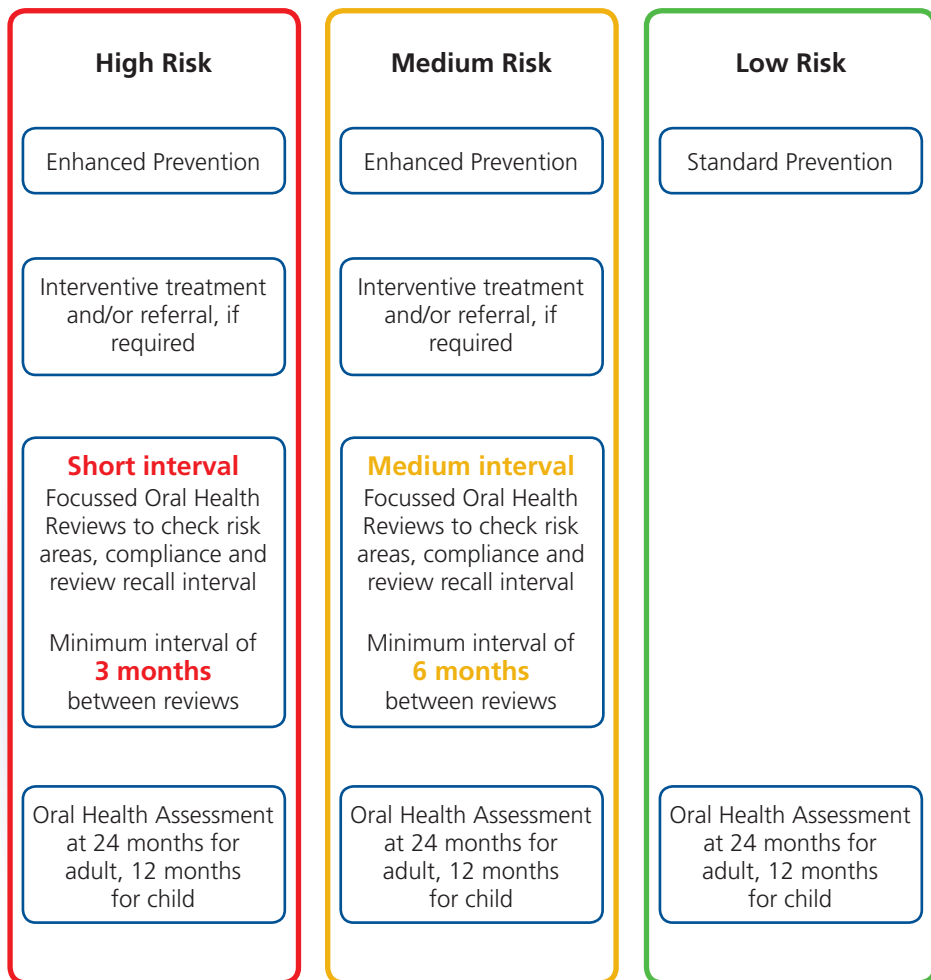 High Risk
Enhanced Prevention
Interventive treatment
and/or referral, if
required
Short interval
Focussed Oral Health
Reviews to check risk
areas, compliance and
review recall interval
Minimum interval of
3 months
between reviews
Oral Health Assessment
at 24 months for
adult, 12 months
for child
Medium Risk
Enhanced Prevention
Interventive treatment
and/or referral, if
required
Medium interval
Focussed Oral Health
Reviews to check risk
areas, compliance and
review recall interval
Minimum interval of
6 months
between reviews
Oral Health Assessment
at 24 months for
adult, 12 months
for child
Low Risk
Standard Prevention
Oral Health Assessment
at 24 months for
adult, 12 months
for child